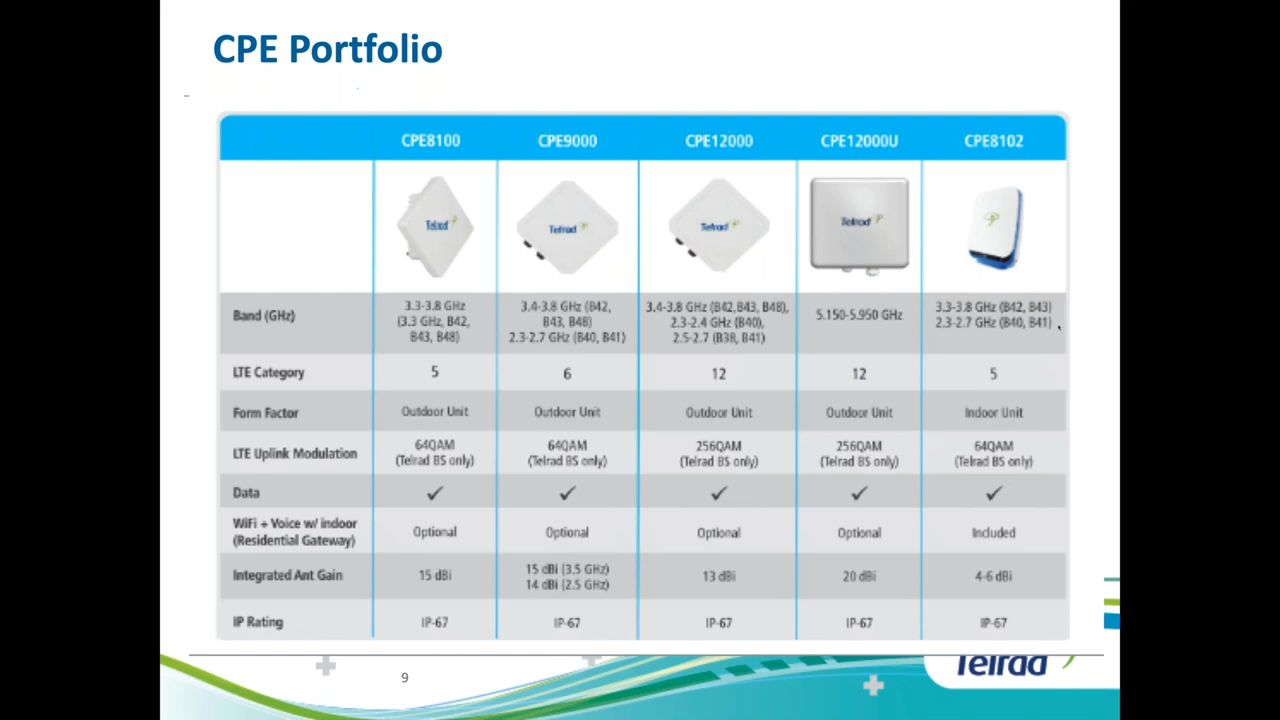 CPE Portfolio
CPE8100 CPE9000 CPE12000 CPE12000U CPE8102
Telrad Telrad Telrad Telrad
Band (GHz)
3.3-3.8 GHz
(3.3 GHz, B42,
B43, B48)
3.4-3.8 GHz (B42,
B43, B48)
2.3-2.7 GHz (B40, B41)
3.4-3.8 GHz (B42,B43, B48),
2.3-2.4 GHz (B40),
2.5-2.7 (B38, B41)
5.150-5.950 GHz
3.3-3.8 GHz (B42, B43)
2.3-2.7 GHz (B40, B41)
LTE Category 5 6 12 12 5
Form Factor Outdoor Unit Outdoor Unit Outdoor Unit Outdoor Unit Indoor Unit
LTE Uplink Modulation
64QAM
(Telrad BS only)
64QAM
(Telrad BS only)
256QAM
(Telrad BS only)
256QAM
(Telrad BS only)
64QAM
(Telrad BS only)
Data ✓ ✓ ✓ ✓ ✓
WiFi + Voice w/ indoor
(Residential Gateway)
Optional Optional Optional Optional Included
Integrated Ant Gain
15 dBi
15 dBi (3.5 GHz)
14 dBi (2.5 GHz)
13 dBi
20 dBi
4-6 dBi
IP Rating IP-67 IP-67 IP-67 IP-67 IP-67
9
Telrad